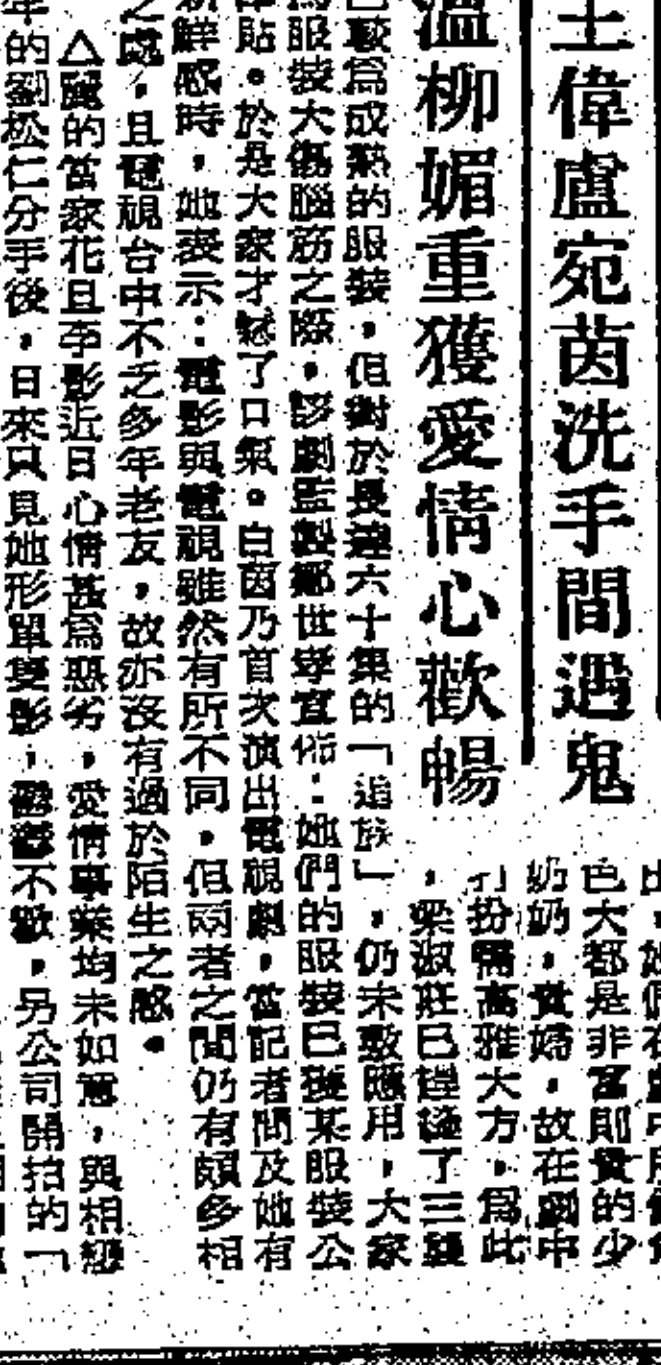 王偉盧宛茵洗手間遇鬼
溫柳媚重獲愛情心歡暢
色大都是非富則貴的少
奶奶，貴婦，故在劇中
扮需高雅大方，爲此
，梁淑莊已趕縫了三襲
已較爲成熟的服裝，但對於長達六十集的「追族」，仍未敷應用，大家
爲服裝大傷腦筋之際，該劇監製鄭世孝宣佈：她們的服裝已獲某服裝公
津貼。於是大家才鬆了口氣。白茵乃首次演出電視劇，當記者問及她有
新鮮感時，她表示：電影與電視雖然有所不同，但兩者之間仍有頗多相
之處，且電視台中不乏多年老友，故亦沒有過於陌生之感。
△麗的當家花旦李影近日心情甚爲惡劣，愛情事業均未如意，與相戀
年的劉松仁分手後，日來只見她形單隻影，鬱鬱不歡，另公司開拍的「